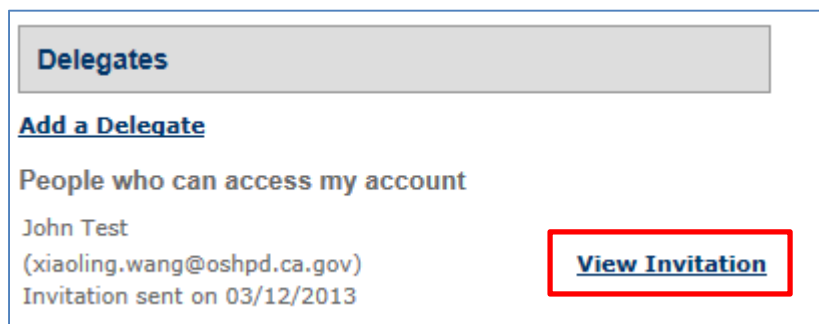 Delegates
Add a Delegate
People who can access my account
John Test
(xiaoling.wang@oshpd.ca.gov)
View Invitation
Invitation sent on 03/12/2013